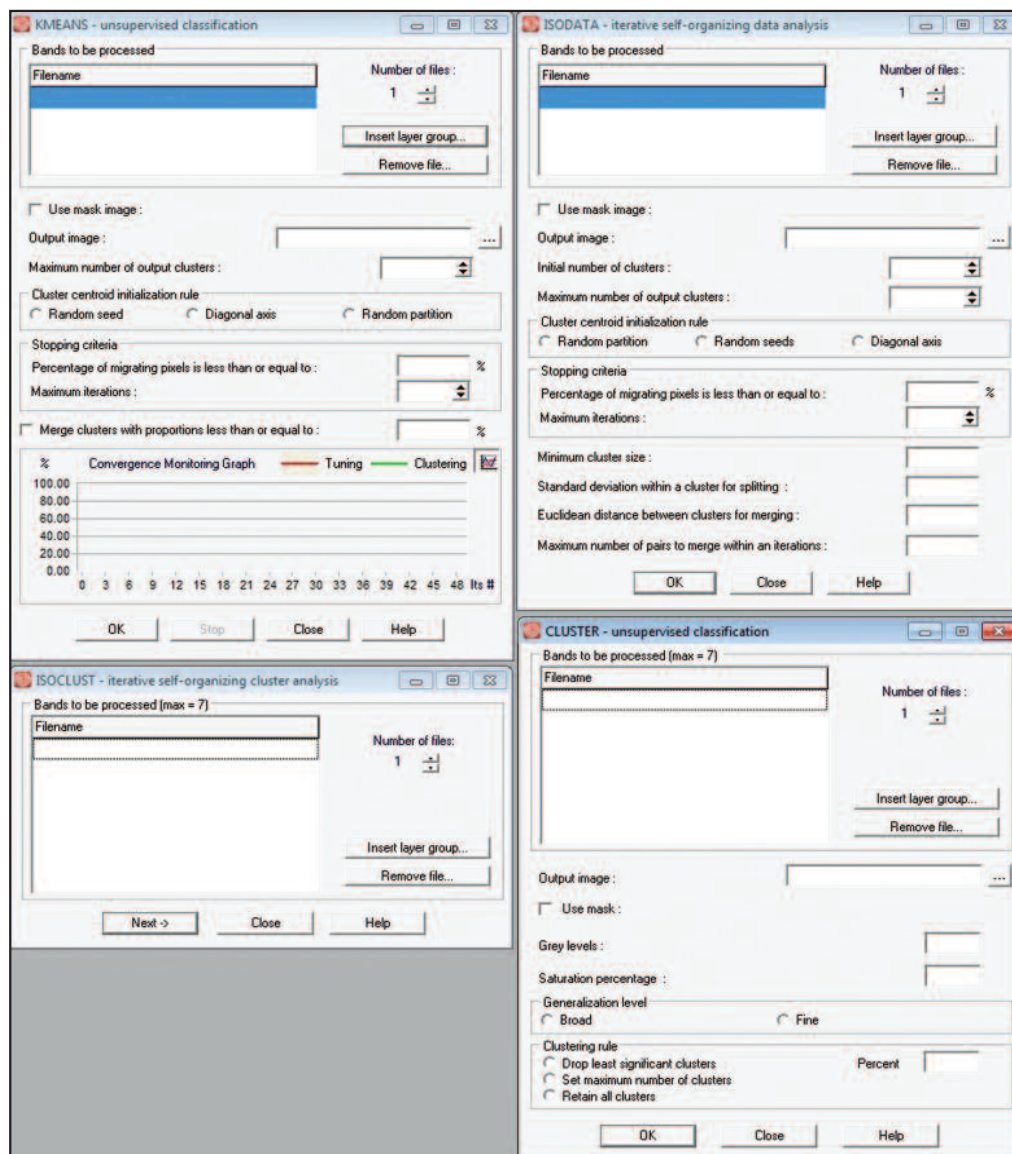 KMEANS - unsupervised classification
Bands to be processed
Filename
Number of files :
1
Insert layer group...
Remove file...
Use mask image :
Output image :
...
Maximum number of output clusters :
Cluster centroid initialization rule
Random seed Diagonal axis Random partition
Stopping criteria
Percentage of migrating pixels is less than or equal to : %
Maximum iterations :
Merge clusters with proportions less than or equal to : %
% Convergence Monitoring Graph Tuning Clustering
100.00
80.00
60.00
40.00
20.00
0.00
0 3 6 9 12 15 18 21 24 27 30 33 36 39 42 45 48 Its #
OK Stop Close Help
ISODATA - iterative self-organizing data analysis
Bands to be processed
Filename
Number of files :
1
Insert layer group...
Remove file...
Use mask image :
Output image :
...
Initial number of clusters :
Maximum number of output clusters :
Cluster centroid initialization rule
Random partition Random seeds Diagonal axis
Stopping criteria
Percentage of migrating pixels is less than or equal to : %
Maximum iterations :
Minimum cluster size :
Standard deviation within a cluster for splitting :
Euclidean distance between clusters for merging :
Maximum number of pairs to merge within an iterations :
OK Close Help
ISOCLUST - iterative self-organizing cluster analysis
Bands to be processed (max = 7)
Filename
Number of files:
1
Insert layer group...
Remove file...
Next -> Close Help
CLUSTER - unsupervised classification
Bands to be processed (max = 7)
Filename
Number of files :
1
Insert layer group...
Remove file...
Output image :
...
Use mask :
Grey levels :
Saturation percentage :
Generalization level
Broad Fine
Clustering rule
Drop least significant clusters Percent
Set maximum number of clusters
Retain all clusters
OK Close Help